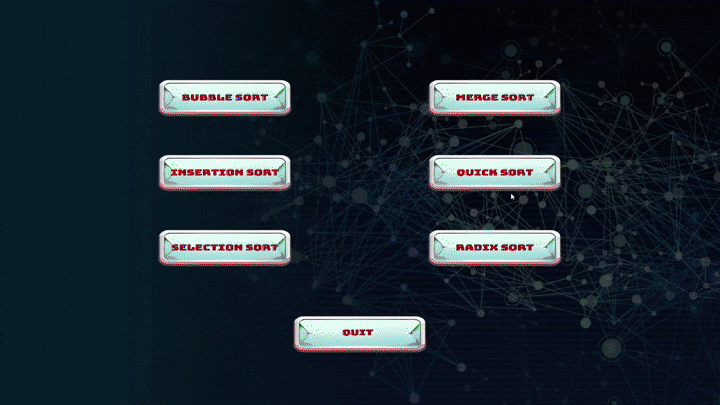 BUBBLE SORT
MERGE SORT
INSERTION SORT
QUICK SORT
SELECTION SORT
RADIX SORT
QUIT